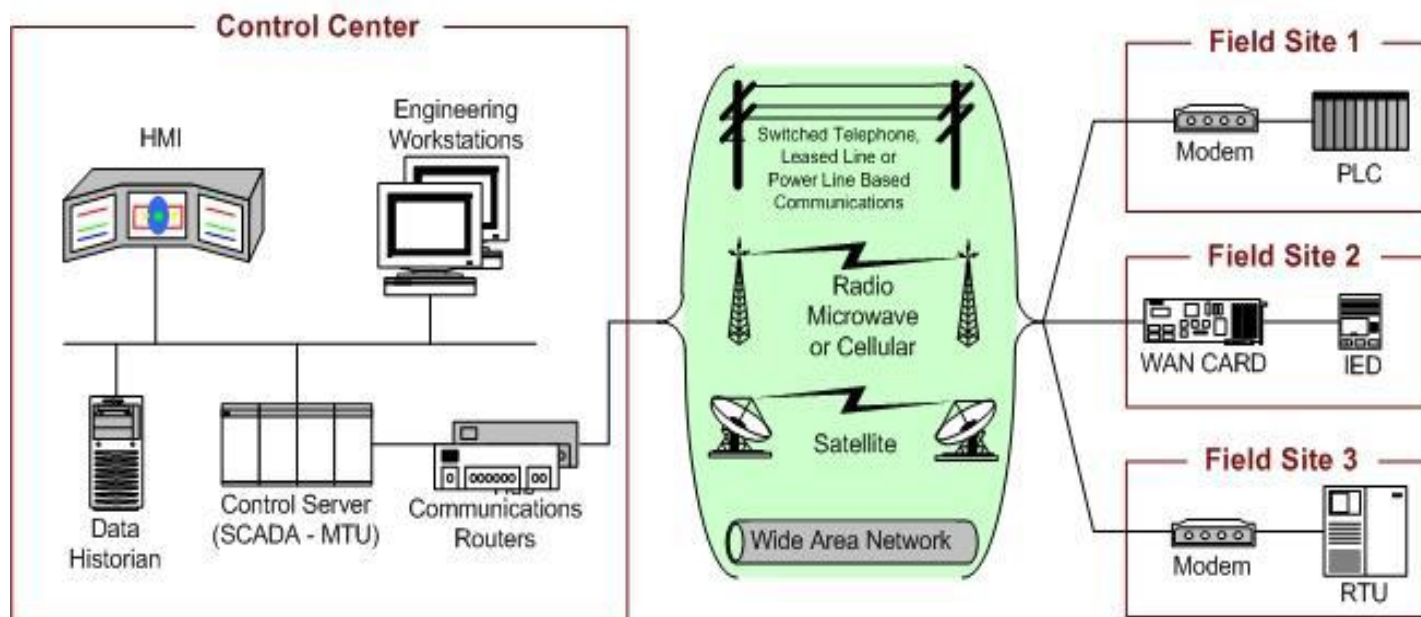 Control Center
HMI
Engineering
Workstations
Data
Historian
Control Server
(SCADA - MTU)
Communications
Routers
Switched Telephone,
Leased Line or
Power Line Based
Communications
Radio
Microwave
or Cellular
Satellite
Wide Area Network
Field Site 1
Modem
PLC
Field Site 2
WAN CARD
IED
Field Site 3
Modem
RTU